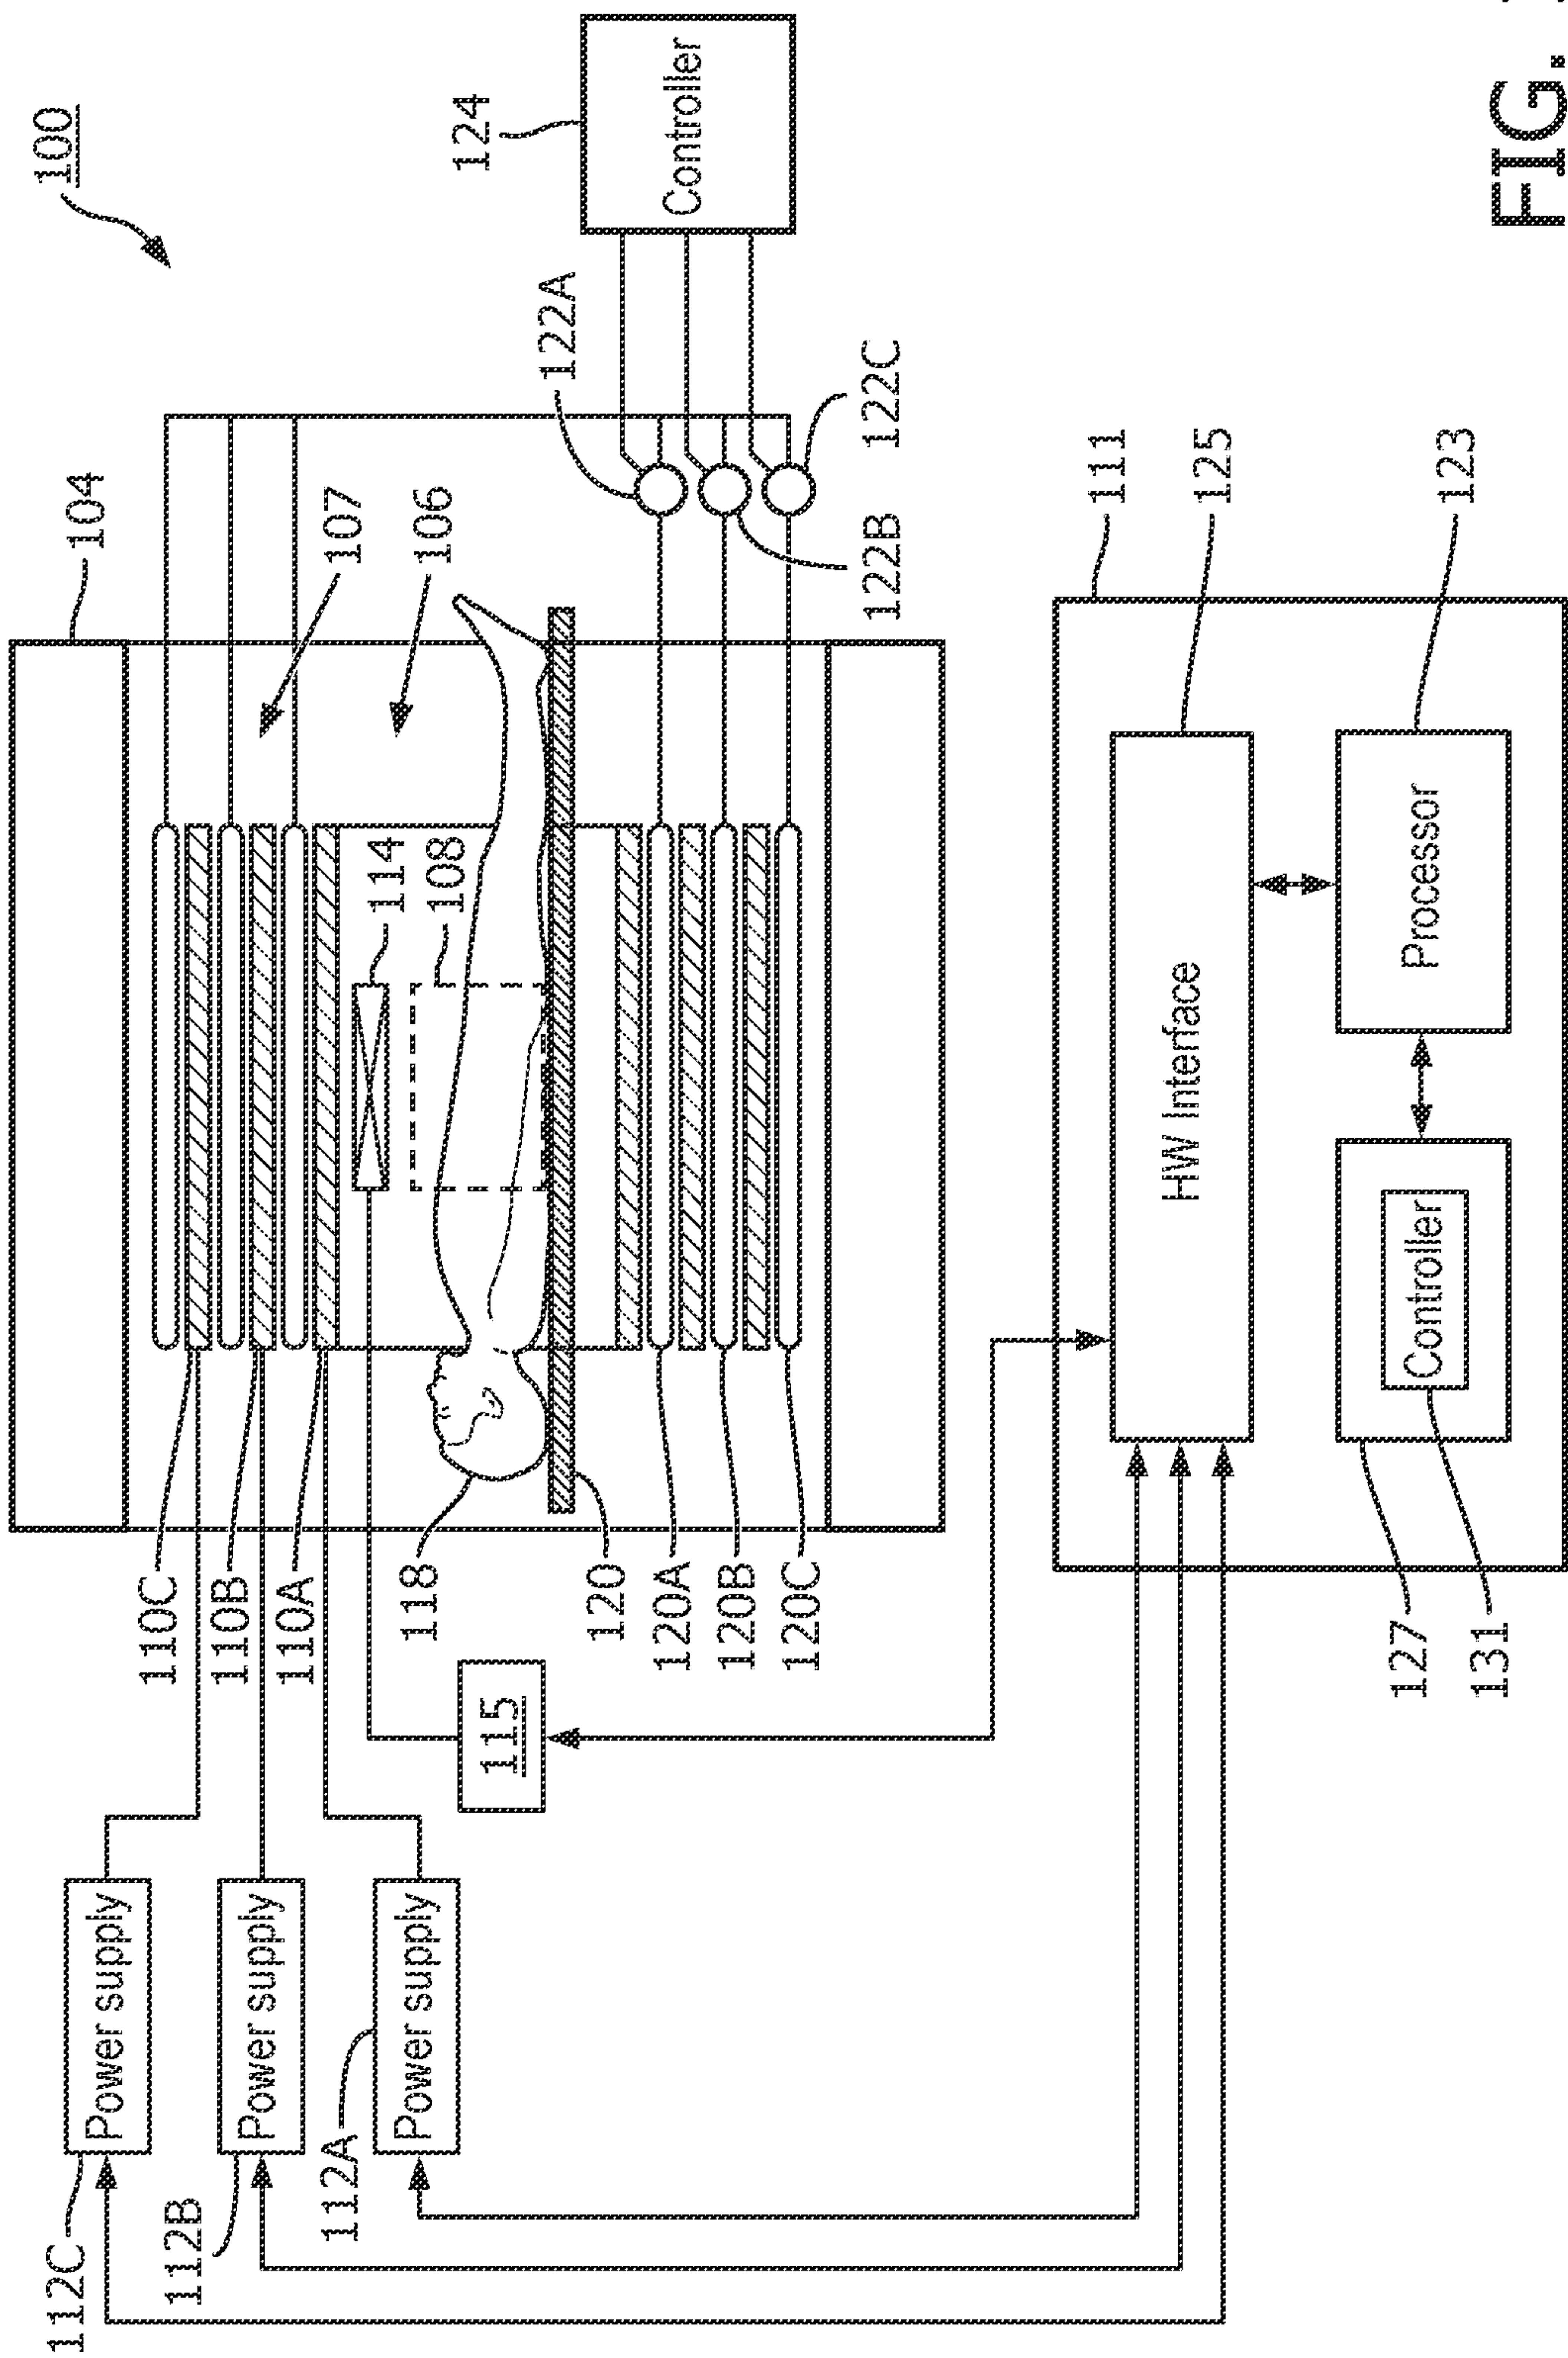 100
104
107
106
122A
124
Controller
122B
122C
114
108
110C
110B
110A
118
120
120A
120B
120C
115
112C
Power supply
112B
Power supply
112A
Power supply
111
125
HW Interface
123
Processor
Controller
127
131
FIG.